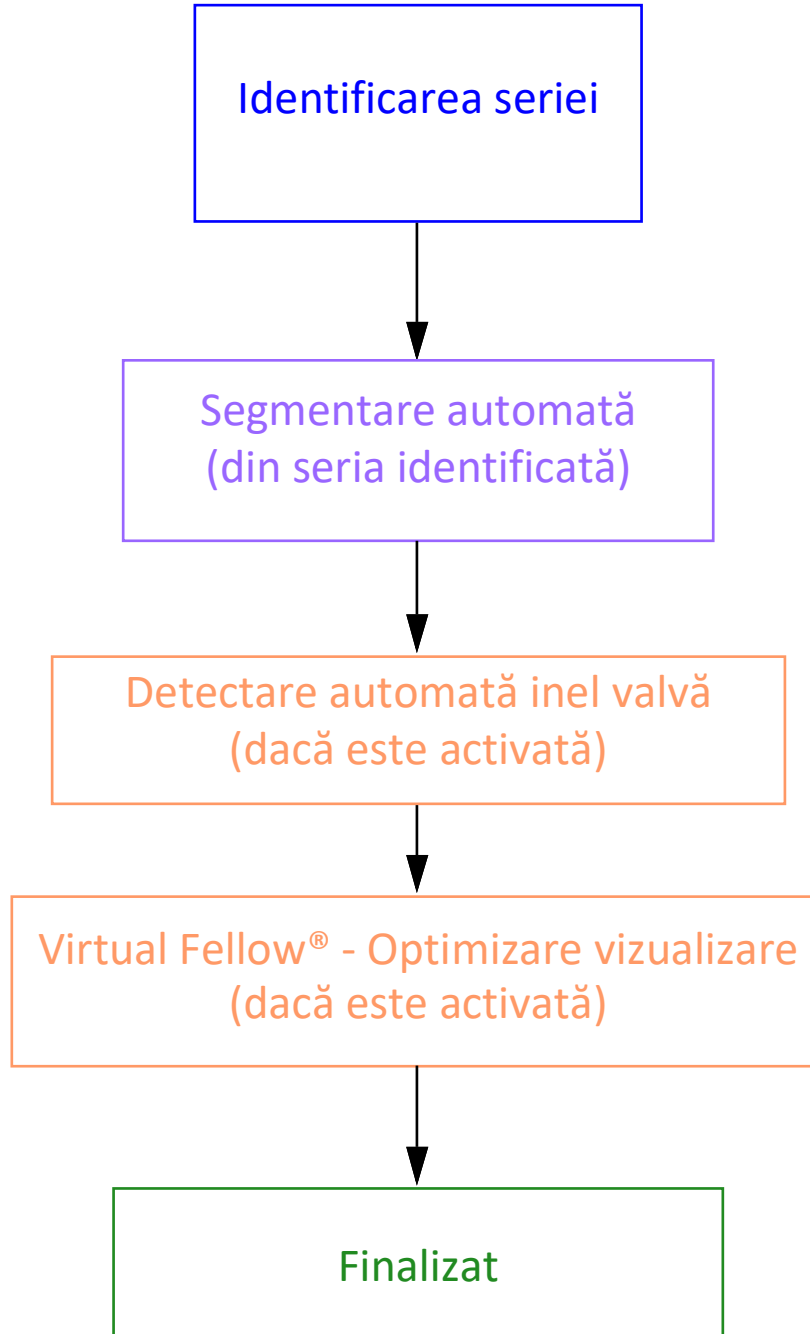 Identificarea seriei
Segmentare automată
(din seria identificată)
Detectare automată inel valvă
(dacă este activată)
Virtual Fellow® - Optimizare vizualizare
(dacă este activată)
Finalizat